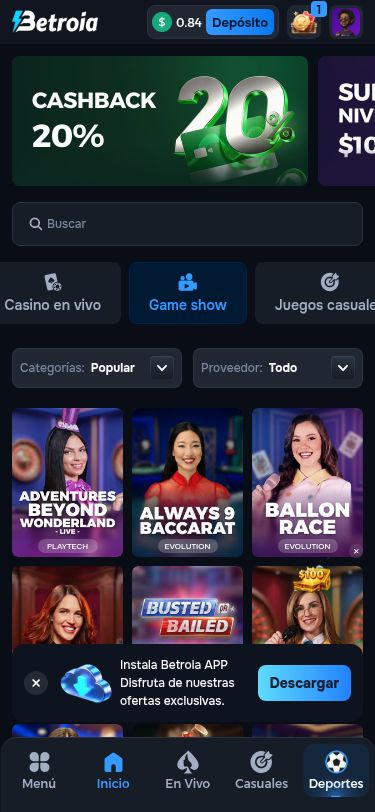 Betroia
$ 0.84 Depósito
1
CASHBACK
20%
20%
SU
NIV
$10
Buscar
Casino en vivo
Game show
Juegos casuale
Categorías: Popular
Proveedor: Todo
ADVENTURES
BEYOND
WONDERLAND
- LIVE -
PLAYTECH
ALWAYS 9
BACCARAT
EVOLUTION
BALLON
RACE
EVOLUTION
BUSTED OR
BAILED
$100
Instala Betroia APP
Disfruta de nuestras
ofertas exclusivas.
Descargar
Menú
Inicio
En Vivo
Casuales
Deportes